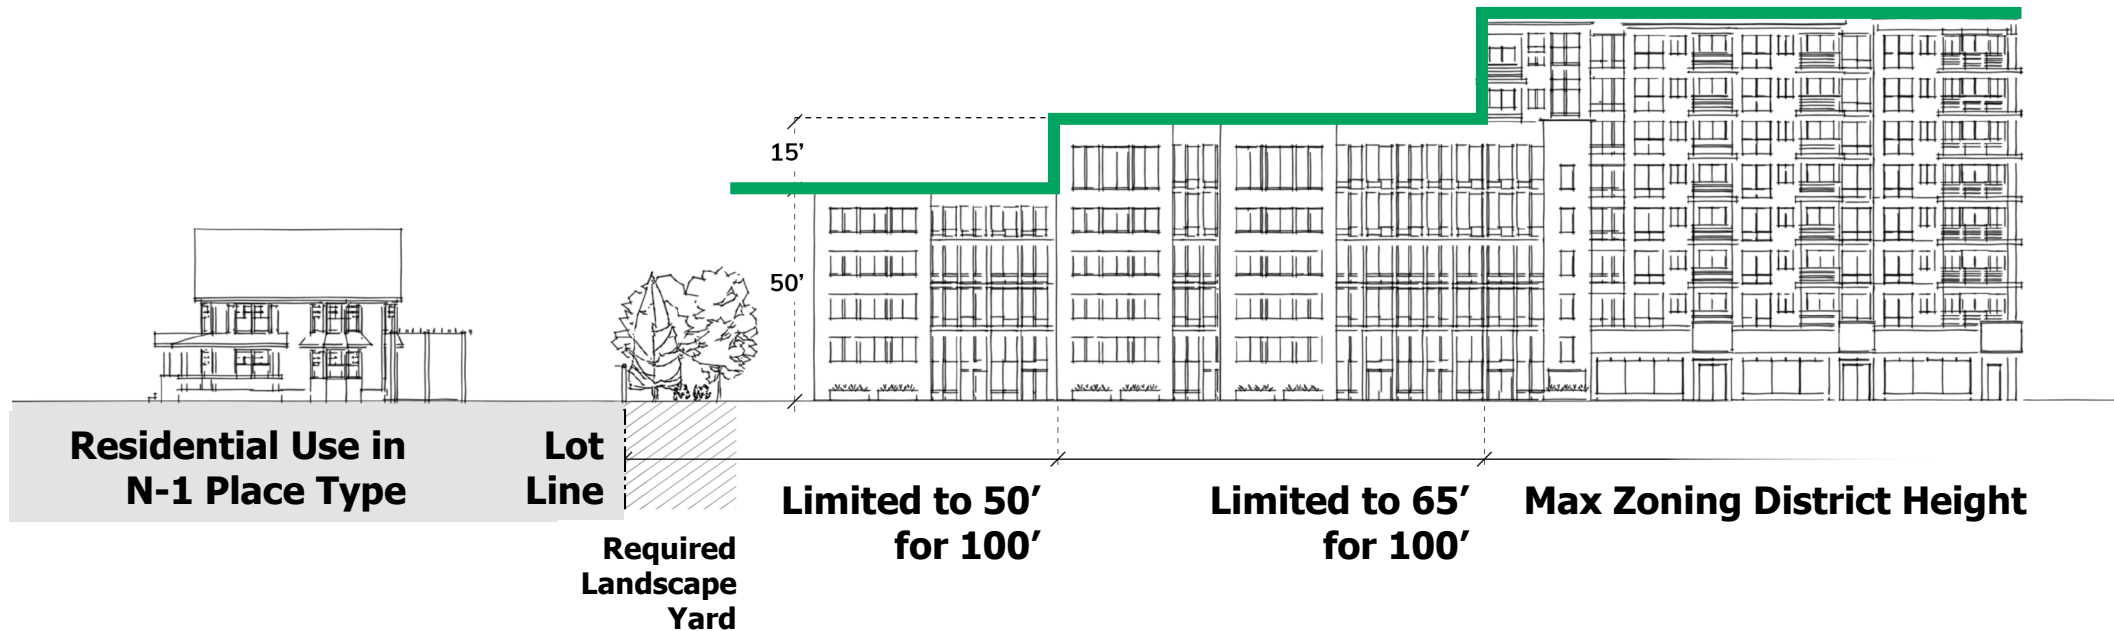 15’
50’
Residential Use in
N-1 Place Type
Lot
Line
Required
Landscape
Yard
Limited to 50’
for 100’
Limited to 65’
for 100’
Max Zoning District Height